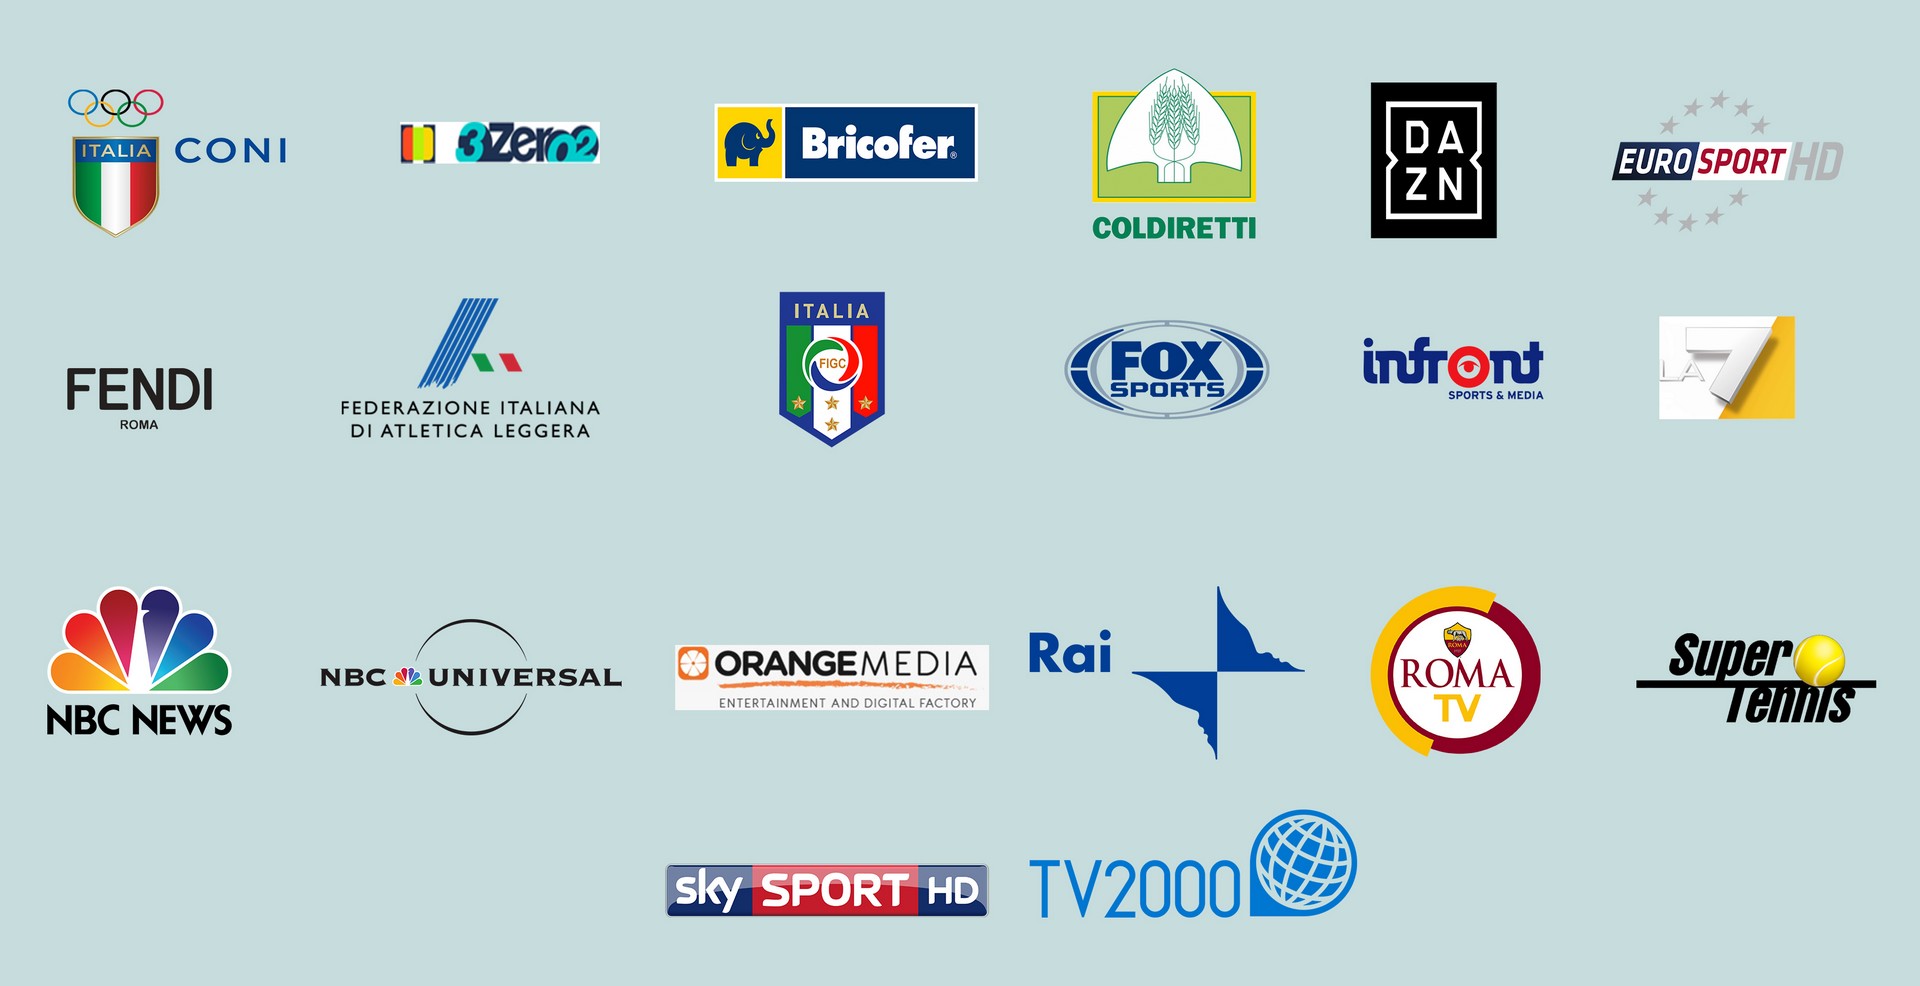 ITALIA
CONI
3Zero2
Bricofer®
COLDIRETTI
DA
ZN
EUROSPORT HD
FENDI
ROMA
FEDERAZIONE ITALIANA
DI ATLETICA LEGGERA
ITALIA
FIGC
FOX
SPORTS
infront
SPORTS & MEDIA
LA7
NBC NEWS
NBC UNIVERSAL
ORANGEMEDIA
ENTERTAINMENT AND DIGITAL FACTORY
Rai
ROMA
ROMA
TV
Super
Tennis
sky SPORT HD
TV2000